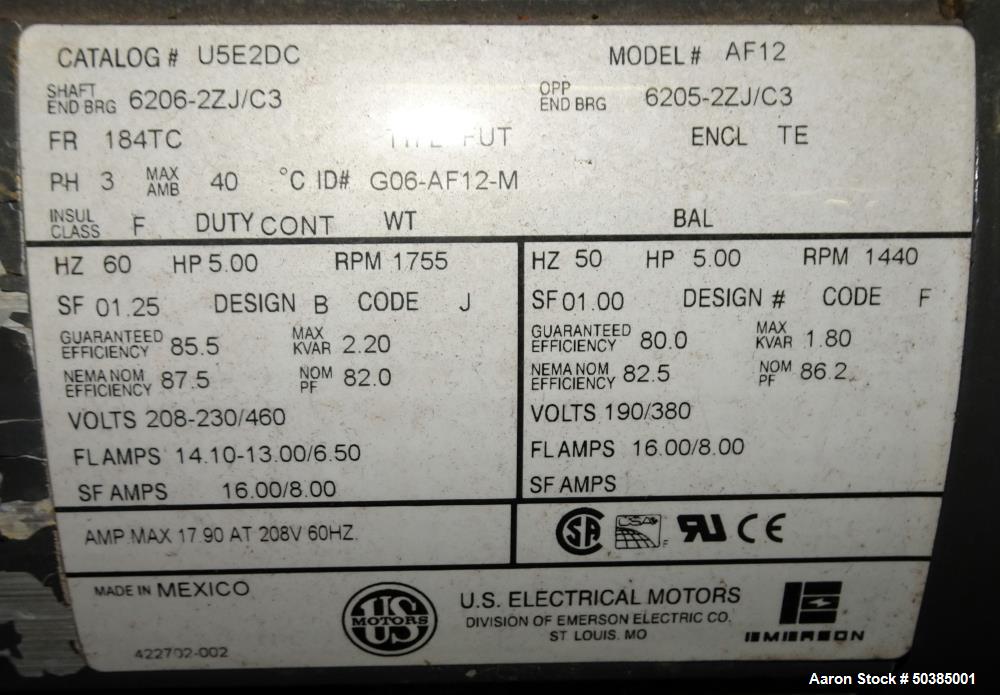 CATALOG # U5E2DC MODEL # AF12
SHAFT END BRG 6206-2ZJ/C3 OPP END BRG 6205-2ZJ/C3
FR 184TC TYPE FUT ENCL TE
PH 3 MAX AMB 40 °C ID# G06-AF12-M
INSUL CLASS F DUTY CONT WT BAL
HZ 60 HP 5.00 RPM 1755
SF 01.25 DESIGN B CODE J
GUARANTEED EFFICIENCY 85.5 MAX KVAR 2.20
NEMA NOM EFFICIENCY 87.5 NOM PF 82.0
VOLTS 208-230/460
FL AMPS 14.10-13.00/6.50
SF AMPS 16.00/8.00
AMP MAX 17.90 AT 208V 60HZ.
HZ 50 HP 5.00 RPM 1440
SF 01.00 DESIGN # CODE F
GUARANTEED EFFICIENCY 80.0 MAX KVAR 1.80
NEMA NOM EFFICIENCY 82.5 NOM PF 86.2
VOLTS 190/380
FL AMPS 16.00/8.00
SF AMPS
SA RU CE
MADE IN MEXICO
US MOTORS
U.S. ELECTRICAL MOTORS
DIVISION OF EMERSON ELECTRIC CO.
ST LOUIS. MO
EMERSON
422702-002
Aaron Stock # 50385001